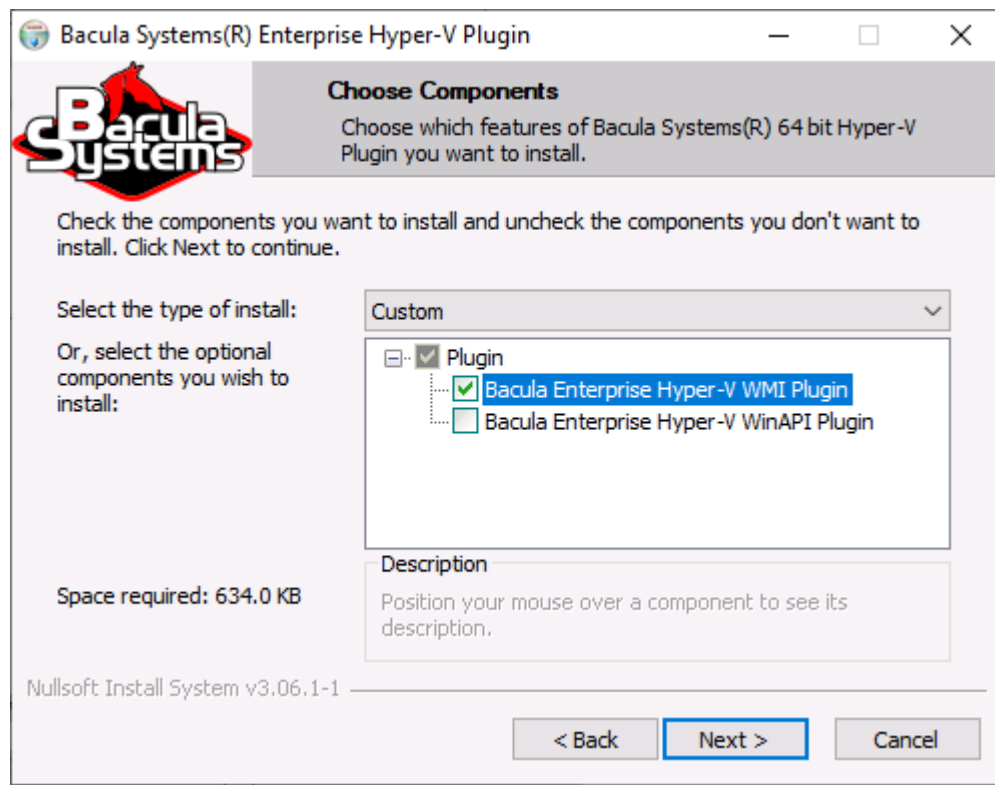 Bacula Systems(R) Enterprise Hyper-V Plugin
Bacula
Systems
Choose Components
Choose which features of Bacula Systems(R) 64 bit Hyper-V
Plugin you want to install.
Check the components you want to install and uncheck the components you don't want to
install. Click Next to continue.
Select the type of install:
Custom
Or, select the optional
components you wish to
install:
Plugin
Bacula Enterprise Hyper-V WMI Plugin
Bacula Enterprise Hyper-V WinAPI Plugin
Space required: 634.0 KB
Description
Position your mouse over a component to see its
description.
Nullsoft Install System v3.06.1-1
< Back
Next >
Cancel